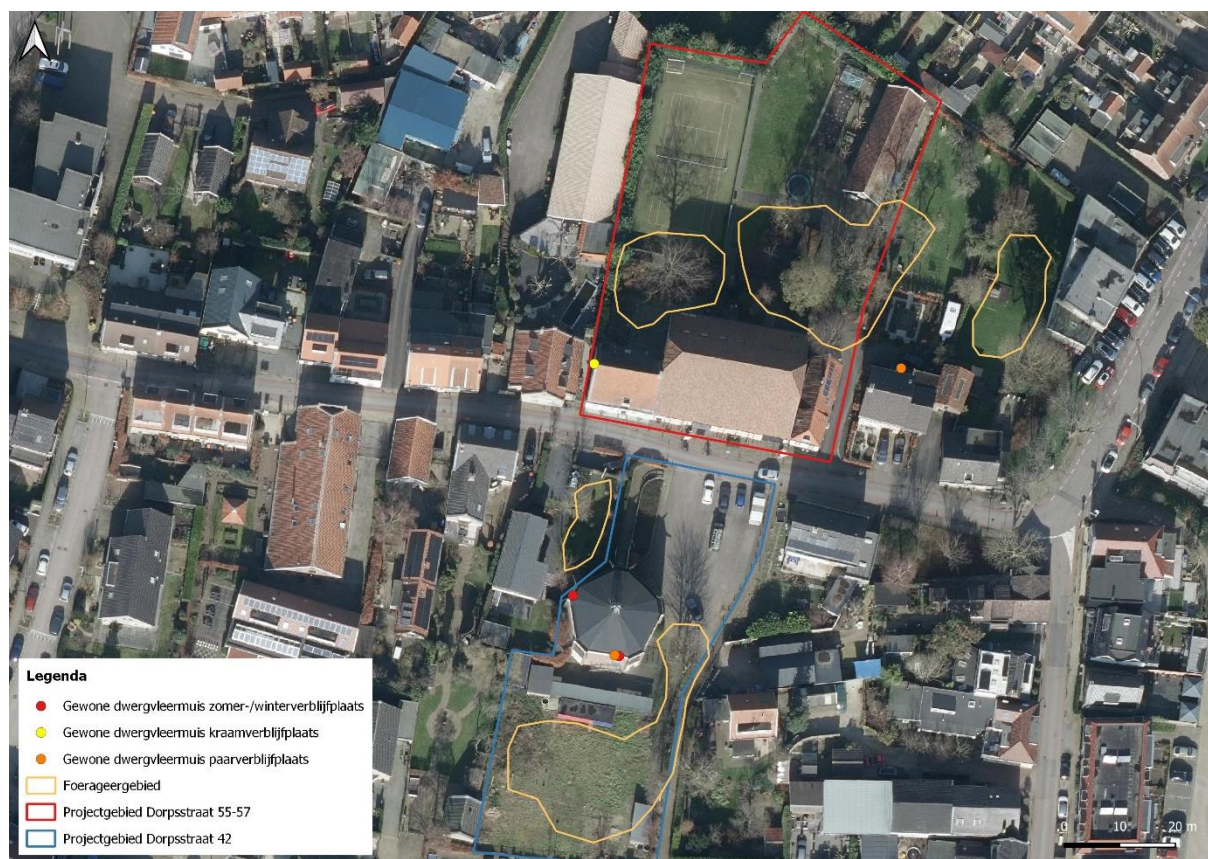 Legenda
Gewone dwergvleermuis zomer-/winterverblijfplaats
Gewone dwergvleermuis kraamverblijfplaats
Gewone dwergvleermuis paarverblijfplaats
Foerageergebied
Projectgebied Dorpsstraat 55-57
Projectgebied Dorpsstraat 42
0 10 20 m